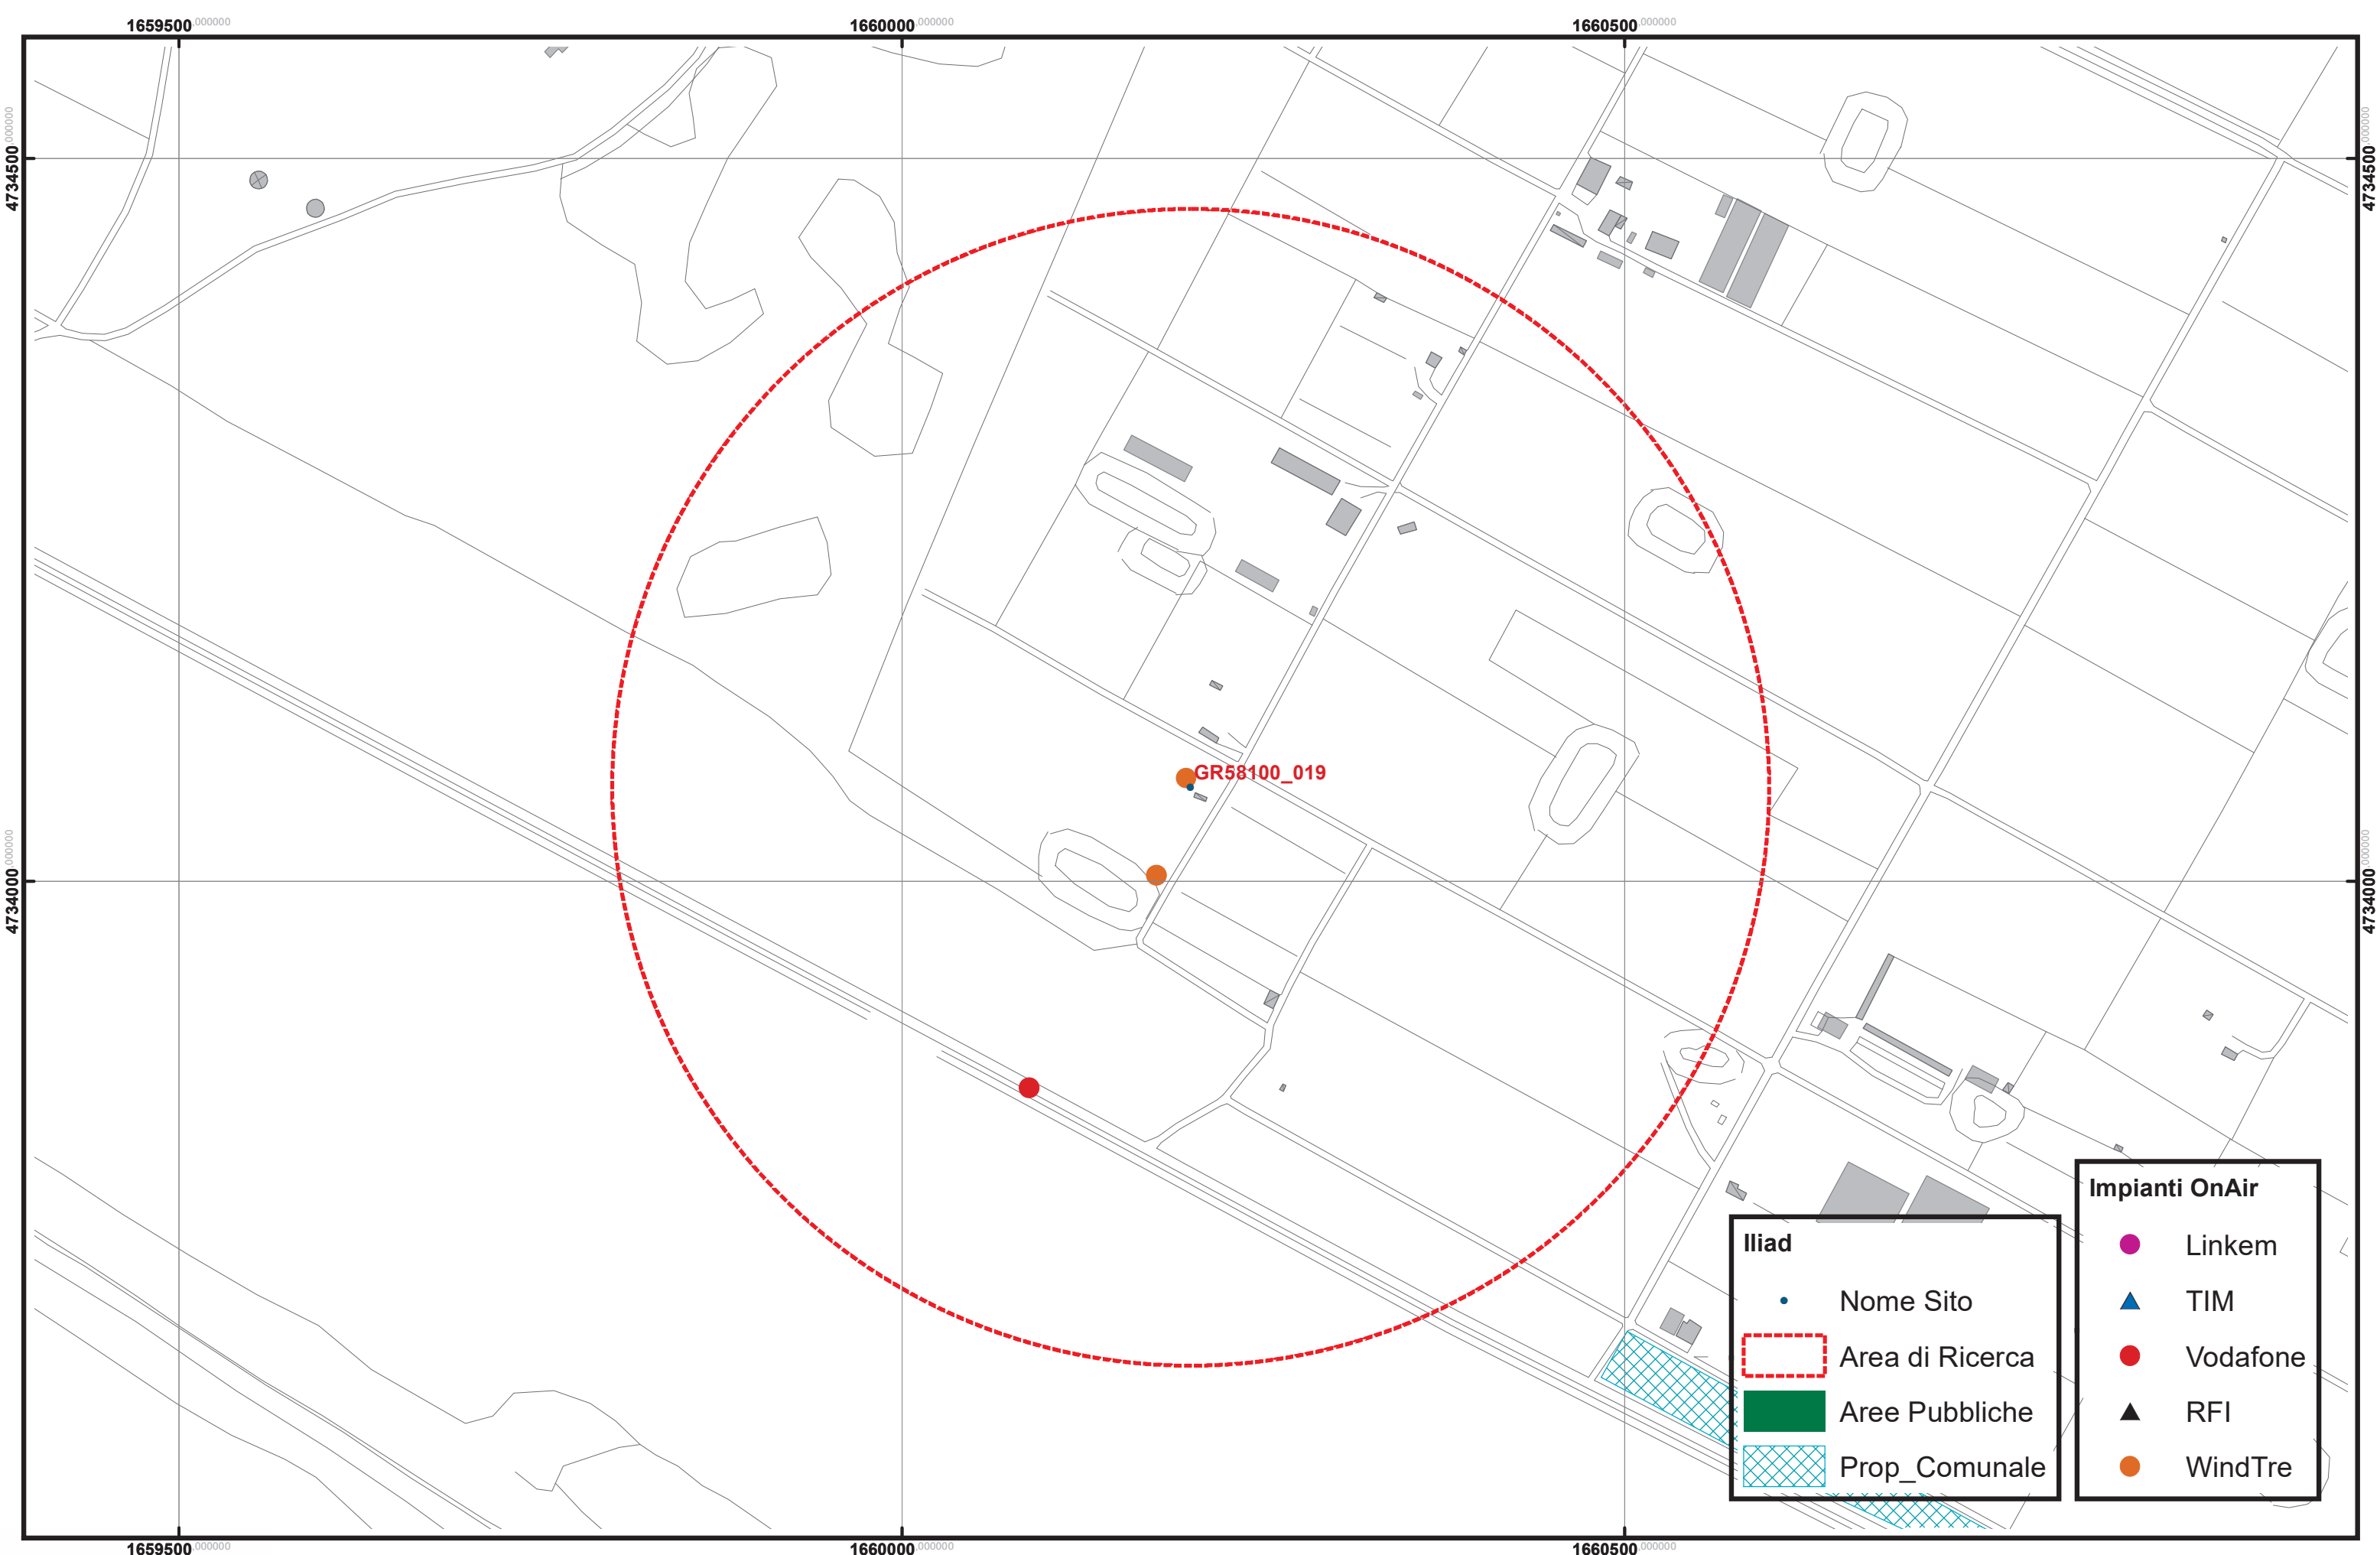 1659500,000000 1660000,000000 1660500,000000
4734500,000000
4734500,000000
GR58100_019
4734000,000000
4734000,000000
Iliad
Nome Sito
Area di Ricerca
Aree Pubbliche
Prop_Comunale
Impianti OnAir
Linkem
TIM
Vodafone
RFI
WindTre
1659500,000000 1660000,000000 1660500,000000